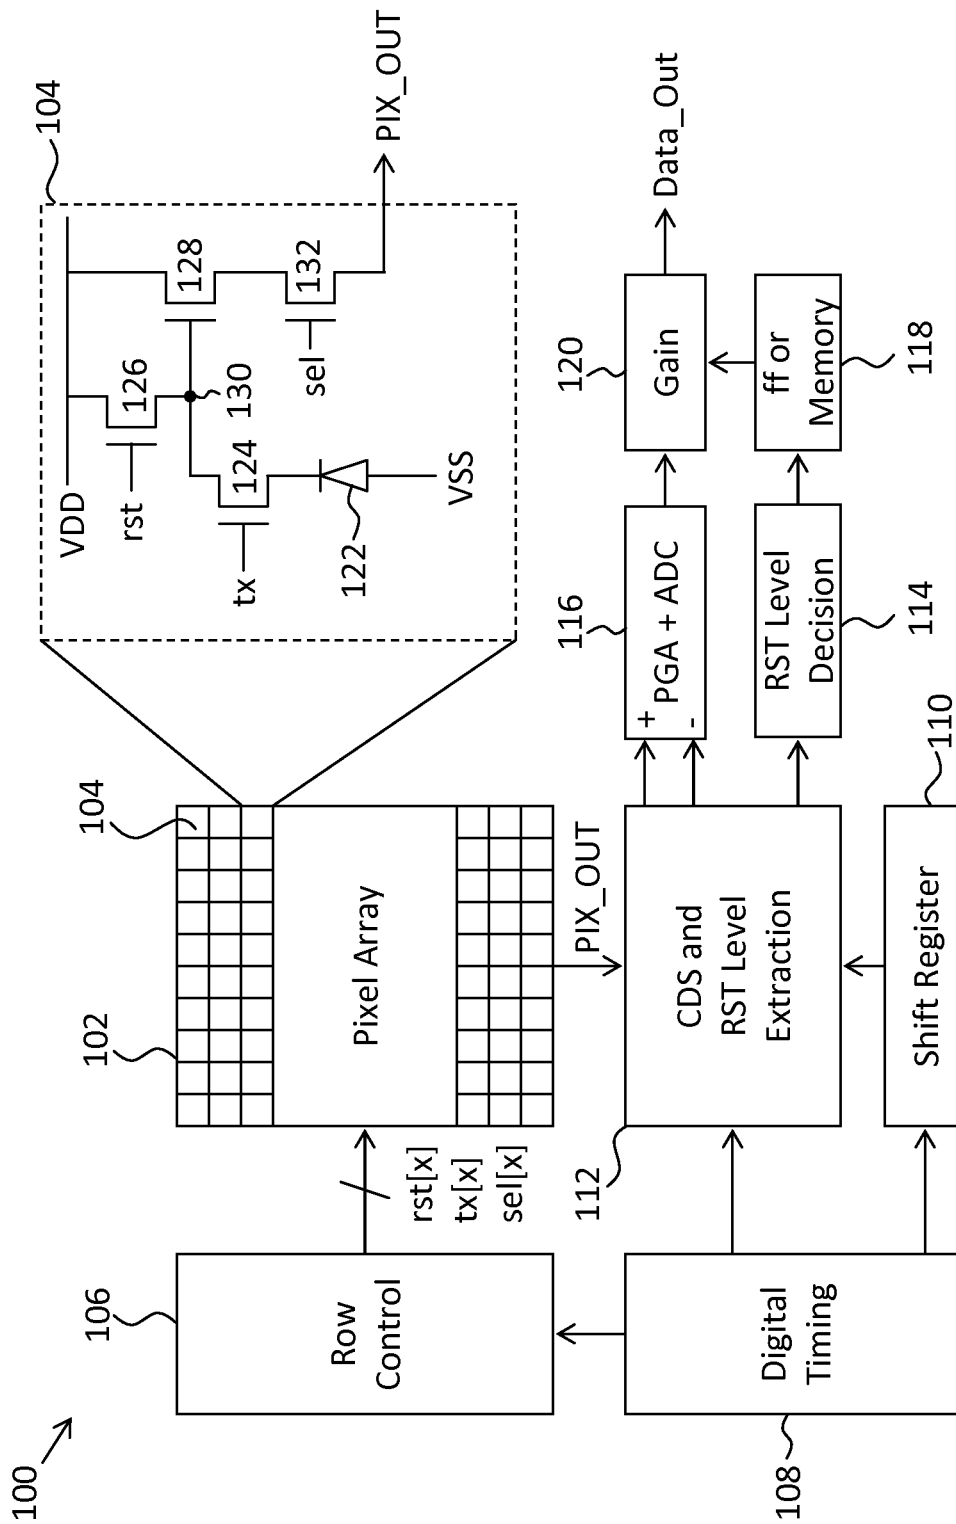 100
106
Row
Control
rst[x]
tx[x]
sel[x]
102
104
Pixel Array
PIX_OUT
104
VDD
rst
126
128
tx
124
130
sel
132
122
VSS
PIX_OUT
108
Digital
Timing
112
CDS and
RST Level
Extraction
110
Shift Register
116
+
-
PGA + ADC
114
RST Level
Decision
120
Gain
118
ff or
Memory
Data_Out